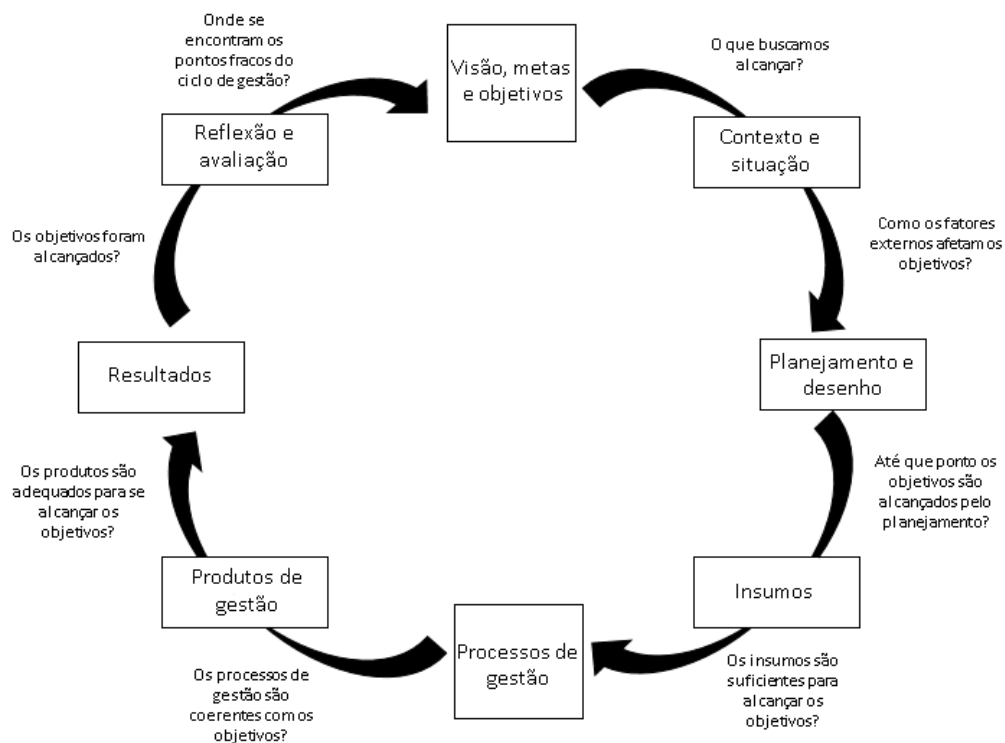 Visão, metas
e objetivos
O que buscamos
alcançar?
Contexto e
situação
Como os fatores
externos afetam os
objetivos?
Planejamento e
desenho
Até que ponto os
objetivos são
alcançados pelo
planejamento?
Insumos
Os insumos são
suficientes para
alcançar os
objetivos?
Processos de
gestão
Os processos de
gestão são
coerentes com os
objetivos?
Produtos de
gestão
Os produtos são
adequados para se
alcançar os
objetivos?
Resultados
Os objetivos foram
alcançados?
Reflexão e
avaliação
Onde se
encontram os
pontos fracos do
ciclo de gestão?